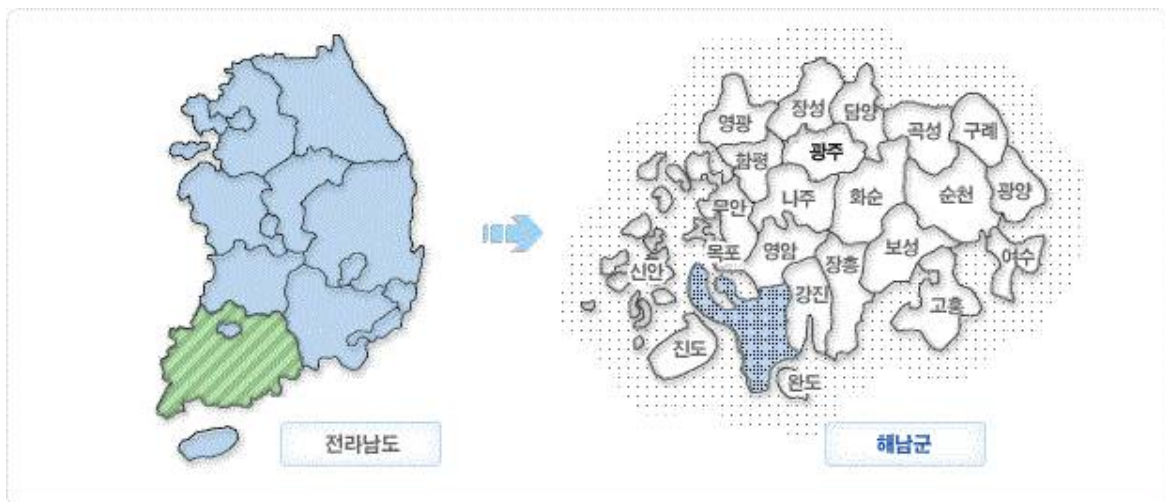 장성
담양
영광
곡성
구례
함평
광주
나주
화순
순천
광양
무안
목포
영암
장흥
보성
여수
신안
강진
고흥
진도
완도
전라남도
해남군